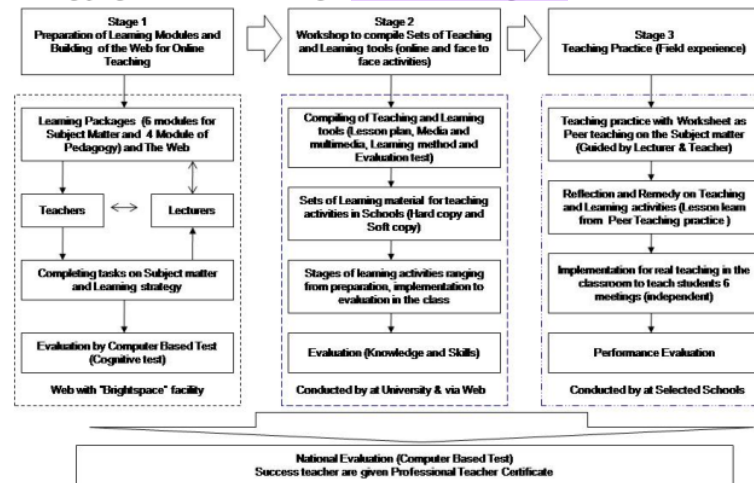 Stage 1
Preparation of Learning Modules and
Building of the Web for Online
Teaching
Learning Packages (6 modules for
Subject Matter and 4 Module of
Pedagogy) and The Web
Teachers
Lecturers
Completing tasks on Subject matter
and Learning strategy
Evaluation by Computer Based Test
(Cognitive test)
Web with "Brightspace" facility
Stage 2
Workshop to compile Sets of Teaching
and Learning tools (online and face to
face activities)
Compiling of Teaching and Learning
tools (Lesson plan, Media and
multimedia, Learning method and
Evaluation test)
Sets of Learning material for teaching
activities in Schools (Hard copy and
Soft copy)
Stages of learning activities ranging
from preparation, implementation to
evaluation in the class
Evaluation (Knowledge and Skills)
Conducted by at University & via Web
Stage 3
Teaching Practice (Field experience)
Teaching practice with Worksheet as
Peer teaching on the Subject matter
(Guided by Lecturer & Teacher)
Reflection and Remedy on Teaching
and Learning activities (Lesson learn
from Peer Teaching practice )
Implementation for real teaching in the
classroom to teach students 6
meetings (independent)
Performance Evaluation
Conducted by at Selected Schools
National Evaluation (Computer Based Test)
Success teacher are given Professional Teacher Certificate